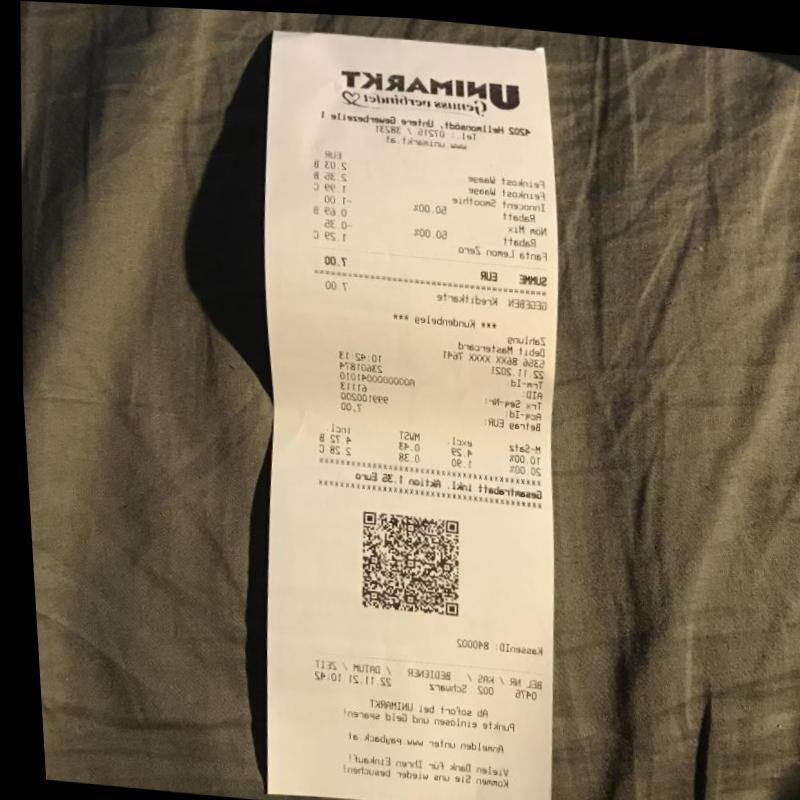 UNIMARKT
Genuss verbindet
4202 Hellmonsödt, Untere Gewerbezeile 1
Tel.: 07215 / 38231
www.unimarkt.at
EUR
Feinkost Waage 2.03 B
Feinkost Waage 2.35 B
Innocent Smoothie 1.99 C
Rabatt 50.00% -1.00
Nom Mix 0.69 B
Rabatt 50.00% -0.35
Fanta Lemon Zero 1.29 C
SUMME EUR 7.00
GEGEBEN Kreditkarte 7.00
*** Kundenbeleg ***
Zahlung
Debit Mastercard
5356 86XX XXXX 7641
22.11.2021 10:42:13
Trm-Id: 23601874
AID: A0000000041010
Trx Seq-Nr: 61113
Acq-Id: 999100200
Betrag EUR: 7,00
M-Satz excl. MWST incl.
10.00% 4.29 0.43 4.72 B
20.00% 1.90 0.38 2.28 C
Gesamtrabatt inkl. Aktion 1.35 Euro
KassenID: 840002
BEL NR / KAS / BEDIENER / DATUM / ZEIT
0476 002 Schwarz 22.11.21 10:42
Ab sofort bei UNIMARKT
Punkte einlösen und Geld sparen!
Anmelden unter www.payback.at
Vielen Dank für Ihren Einkauf!
Kommen Sie uns wieder besuchen!